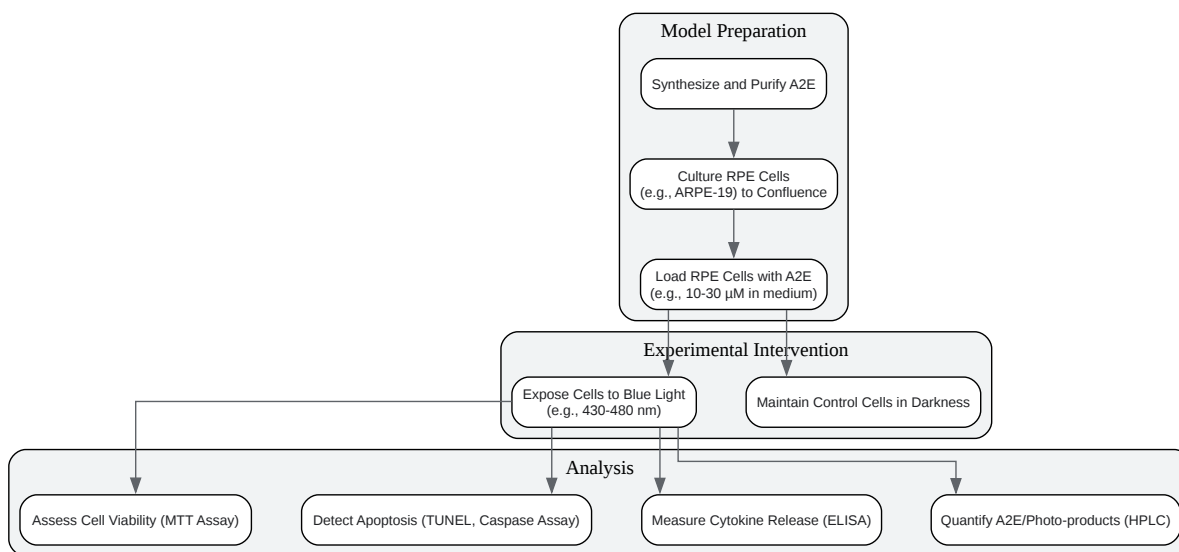 Model Preparation
Synthesize and Purify A2E
Culture RPE Cells
(e.g., ARPE-19) to Confluence
Load RPE Cells with A2E
(e.g., 10-30 µM in medium)
Experimental Intervention
Expose Cells to Blue Light
(e.g., 430-480 nm)
Maintain Control Cells in Darkness
Analysis
Assess Cell Viability (MTT Assay)
Detect Apoptosis (TUNEL, Caspase Assay)
Measure Cytokine Release (ELISA)
Quantify A2E/Photo-products (HPLC)